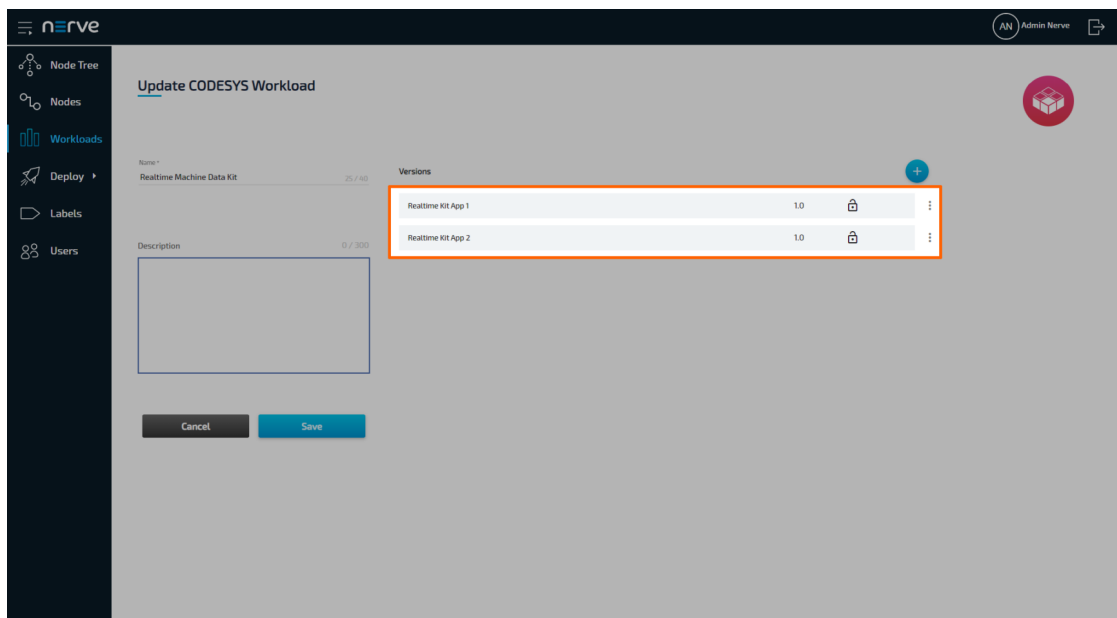 nerve
AN Admin Nerve
Node Tree
Nodes
Workloads
Deploy
Labels
Users
Update CODESYS Workload
Name*
Realtime Machine Data Kit 25 / 40
Description 0 / 300
Cancel Save
Versions
Realtime Kit App 1 1.0
Realtime Kit App 2 1.0